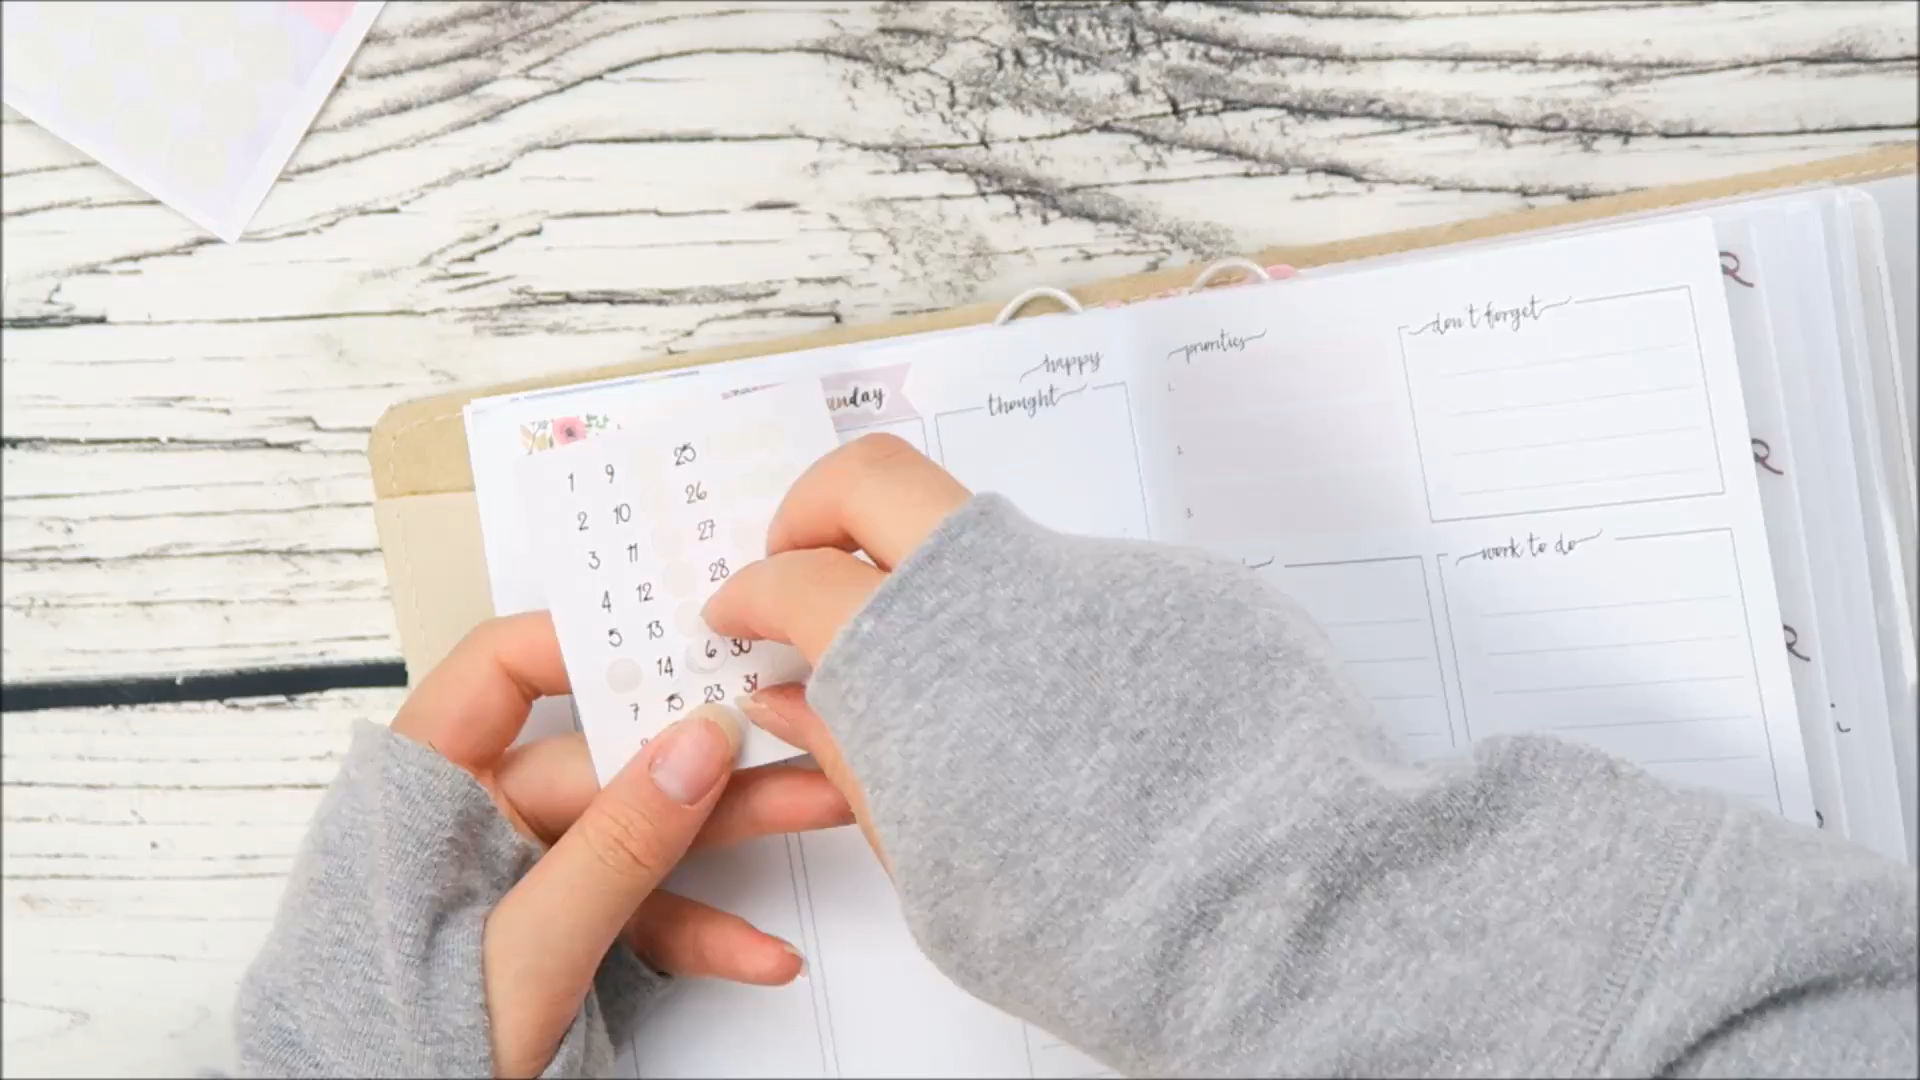 1 9 25
2 10 26
3 11 27
4 12 28
5 13
14 6 30
7 15 23 31
unday
happy
thought
priorities
1.
2.
3.
don't forget
work to do